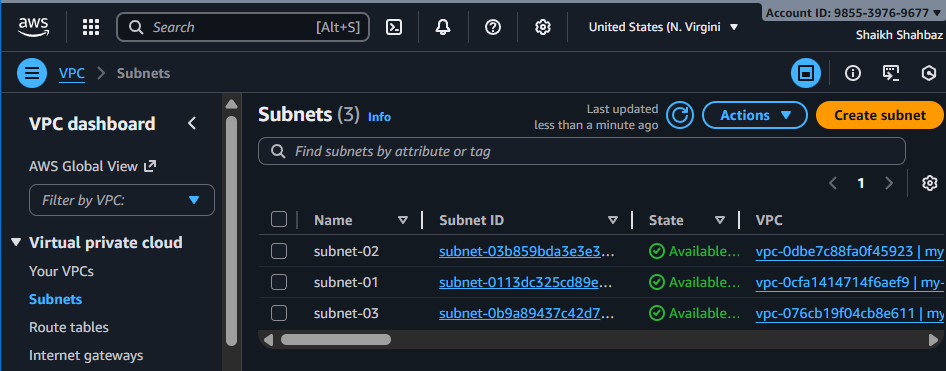 Account ID: 9855-3976-9677
aws Search [Alt+S] United States (N. Virgini Shaikh Shahbaz
VPC > Subnets
VPC dashboard
AWS Global View
Filter by VPC:
Virtual private cloud
Your VPCs
Subnets
Route tables
Internet gateways
Subnets (3) Info
Last updated
less than a minute ago
Actions
Create subnet
Find subnets by attribute or tag
1
Name Subnet ID State VPC
subnet-02 subnet-03b859bda3e3e3... Available... vpc-0dbe7c88fa0f45923 | my
subnet-01 subnet-0113dc325cd89e... Available... vpc-0cfa1414714f6aef9 | my-
subnet-03 subnet-0b9a89437c42d7... Available... vpc-076cb19f04cb8e611 | my